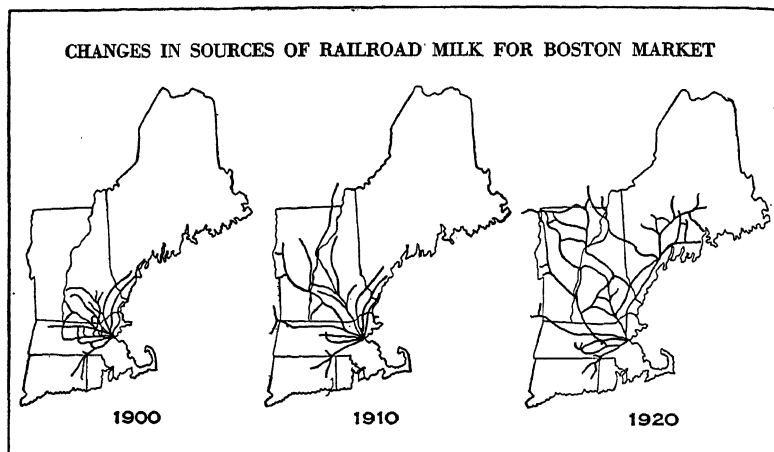 CHANGES IN SOURCES OF RAILROAD MILK FOR BOSTON MARKET
1900
1910
1920